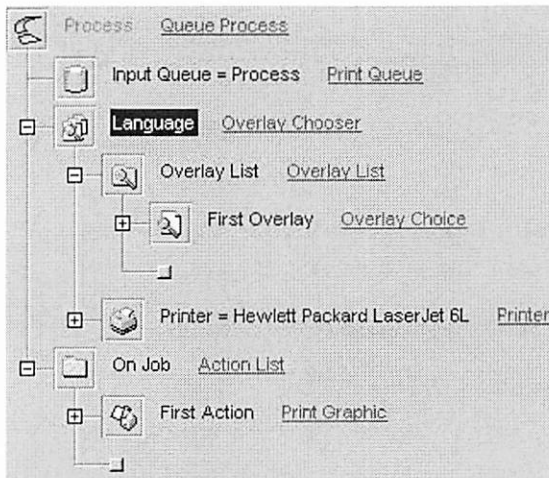 Process Queue Process
Input Queue = Process Print Queue
Language Overlay Chooser
Overlay List Overlay List
First Overlay Overlay Choice
Printer = Hewlett Packard LaserJet 6L Printer
On Job Action List
First Action Print Graphic